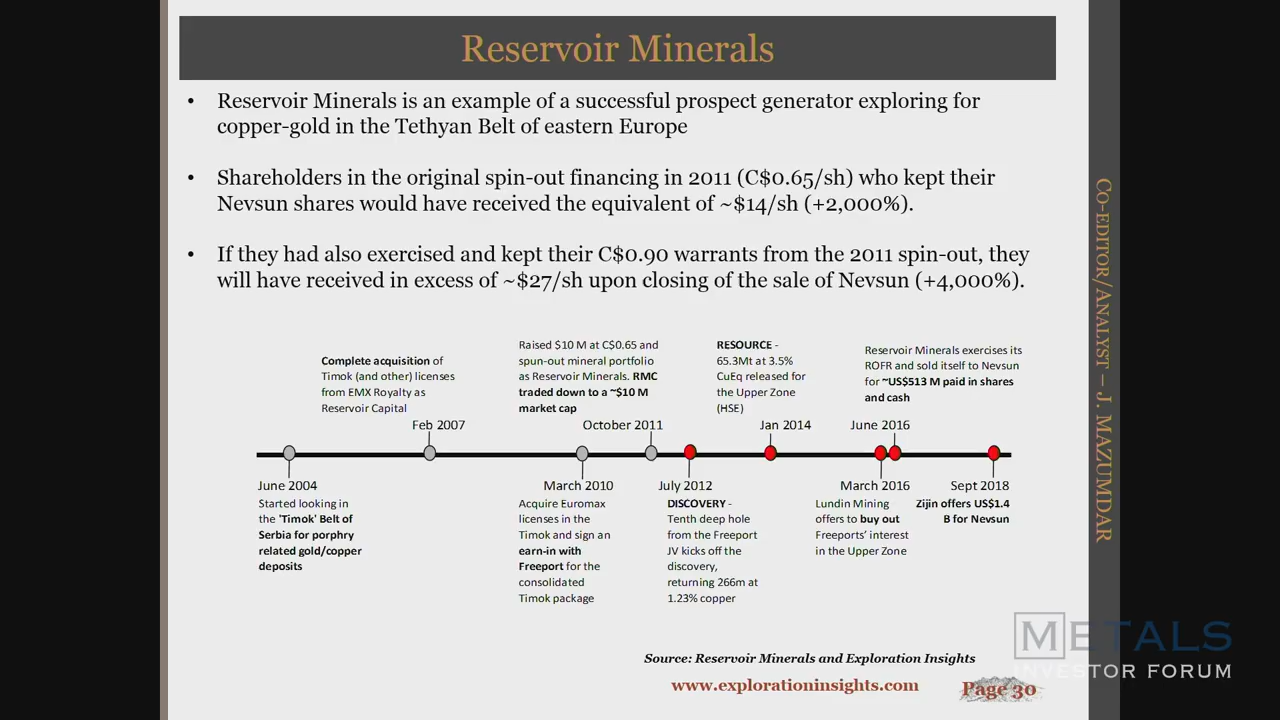 Reservoir Minerals
• Reservoir Minerals is an example of a successful prospect generator exploring for
copper-gold in the Tethyan Belt of eastern Europe
• Shareholders in the original spin-out financing in 2011 (C$0.65/sh) who kept their
Nevsun shares would have received the equivalent of ~$14/sh (+2,000%).
• If they had also exercised and kept their C$0.90 warrants from the 2011 spin-out, they
will have received in excess of ~$27/sh upon closing of the sale of Nevsun (+4,000%).
Complete acquisition of
Timok (and other) licenses
from EMX Royalty as
Reservoir Capital
Feb 2007
Raised $10 M at C$0.65 and
spun-out mineral portfolio
as Reservoir Minerals. RMC
traded down to a ~$10 M
market cap
October 2011
RESOURCE -
65.3Mt at 3.5%
CuEq released for
the Upper Zone
(HSE)
Jan 2014
Reservoir Minerals exercises its
ROFR and sold itself to Nevsun
for ~US$513 M paid in shares
and cash
June 2016
June 2004
Started looking in
the 'Timok' Belt of
Serbia for porphry
related gold/copper
deposits
March 2010
Acquire Euromax
licenses in the
Timok and sign an
earn-in with
Freeport for the
consolidated
Timok package
July 2012
DISCOVERY -
Tenth deep hole
from the Freeport
JV kicks off the
discovery,
returning 266m at
1.23% copper
March 2016
Lundin Mining
offers to buy out
Freeports' interest
in the Upper Zone
Sept 2018
Zijin offers US$1.4
B for Nevsun
Source: Reservoir Minerals and Exploration Insights
www.explorationinsights.com
Page 30
CO-EDITOR/ANALYST – J. MAZUMDAR
METALS
INVESTOR FORUM